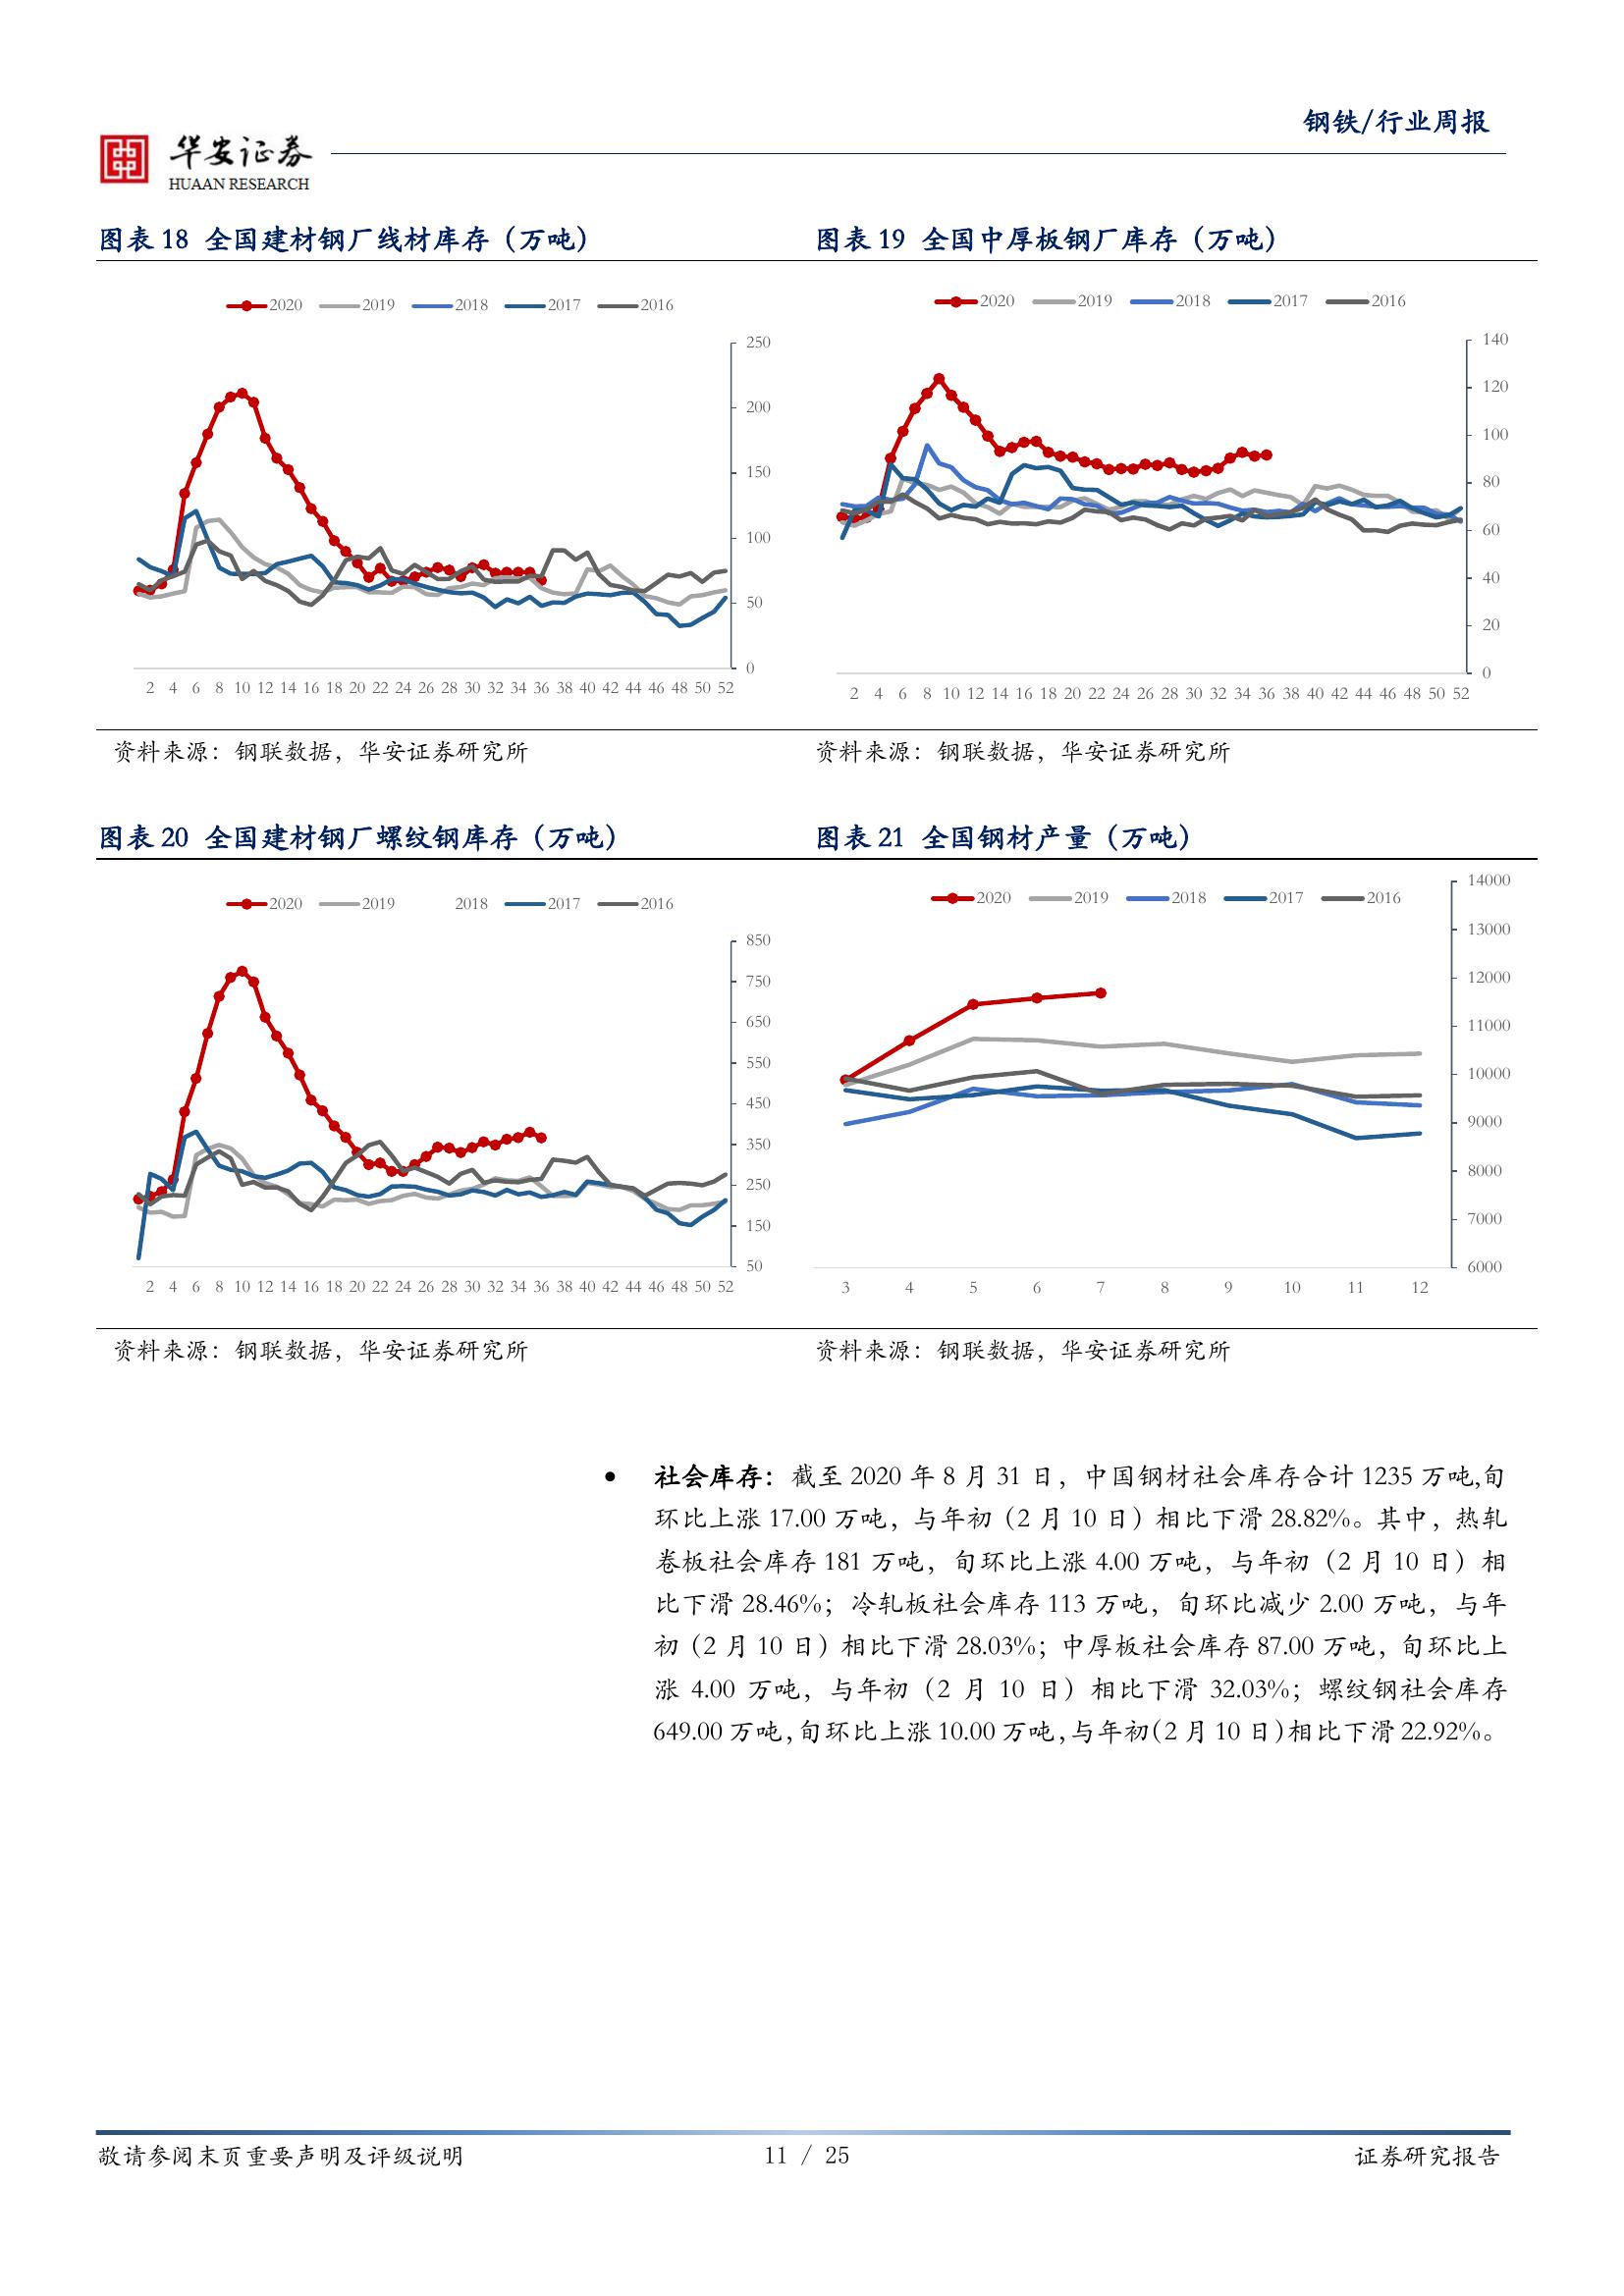 钢铁/行业周报
华安证券
HUAAN RESEARCH
图表 18 全国建材钢厂线材库存（万吨）
2020 2019 2018 2017 2016
250
200
150
100
50
0
2 4 6 8 10 12 14 16 18 20 22 24 26 28 30 32 34 36 38 40 42 44 46 48 50 52
资料来源：钢联数据，华安证券研究所
图表 19 全国中厚板钢厂库存（万吨）
2020 2019 2018 2017 2016
140
120
100
80
60
40
20
0
2 4 6 8 10 12 14 16 18 20 22 24 26 28 30 32 34 36 38 40 42 44 46 48 50 52
资料来源：钢联数据，华安证券研究所
图表 20 全国建材钢厂螺纹钢库存（万吨）
2020 2019 2018 2017 2016
850
750
650
550
450
350
250
150
50
2 4 6 8 10 12 14 16 18 20 22 24 26 28 30 32 34 36 38 40 42 44 46 48 50 52
资料来源：钢联数据，华安证券研究所
图表 21 全国钢材产量（万吨）
2020 2019 2018 2017 2016
14000
13000
12000
11000
10000
9000
8000
7000
6000
3 4 5 6 7 8 9 10 11 12
资料来源：钢联数据，华安证券研究所
● 社会库存：截至 2020 年 8 月 31 日，中国钢材社会库存合计 1235 万吨,旬
环比上涨 17.00 万吨，与年初（2 月 10 日）相比下滑 28.82%。其中，热轧
卷板社会库存 181 万吨，旬环比上涨 4.00 万吨，与年初（2 月 10 日）相
比下滑 28.46%；冷轧板社会库存 113 万吨，旬环比减少 2.00 万吨，与年
初（2 月 10 日）相比下滑 28.03%；中厚板社会库存 87.00 万吨，旬环比上
涨 4.00 万吨，与年初（2 月 10 日）相比下滑 32.03%；螺纹钢社会库存
649.00 万吨，旬环比上涨 10.00 万吨，与年初（2 月 10 日）相比下滑 22.92%。
敬请参阅末页重要声明及评级说明 11 / 25 证券研究报告